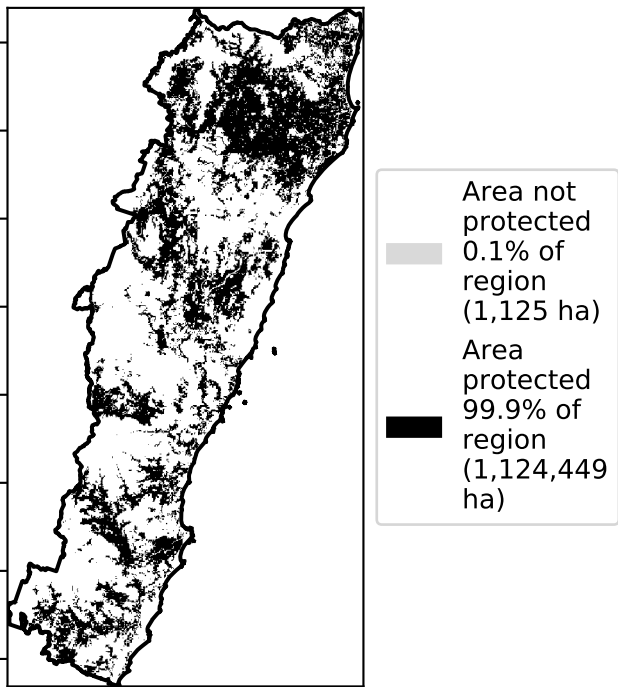 Area not
protected
0.1% of
region
(1,125 ha)
Area
protected
99.9% of
region
(1,124,449
ha)